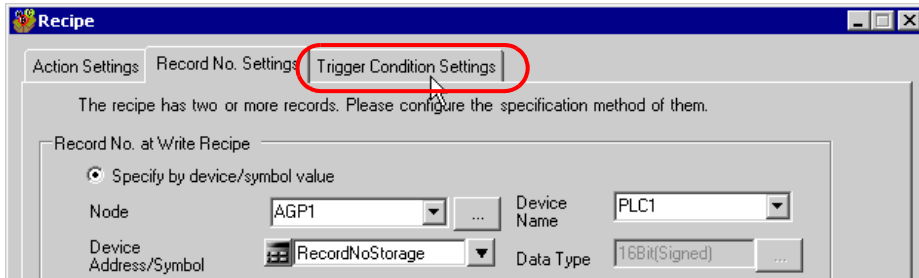 Recipe
Action Settings Record No. Settings Trigger Condition Settings
The recipe has two or more records. Please configure the specification method of them.
Record No. at Write Recipe
Specify by device/symbol value
Node AGP1 ... Device Name PLC1
Device Address/Symbol RecordNoStorage Data Type 16Bit(Signed) ...